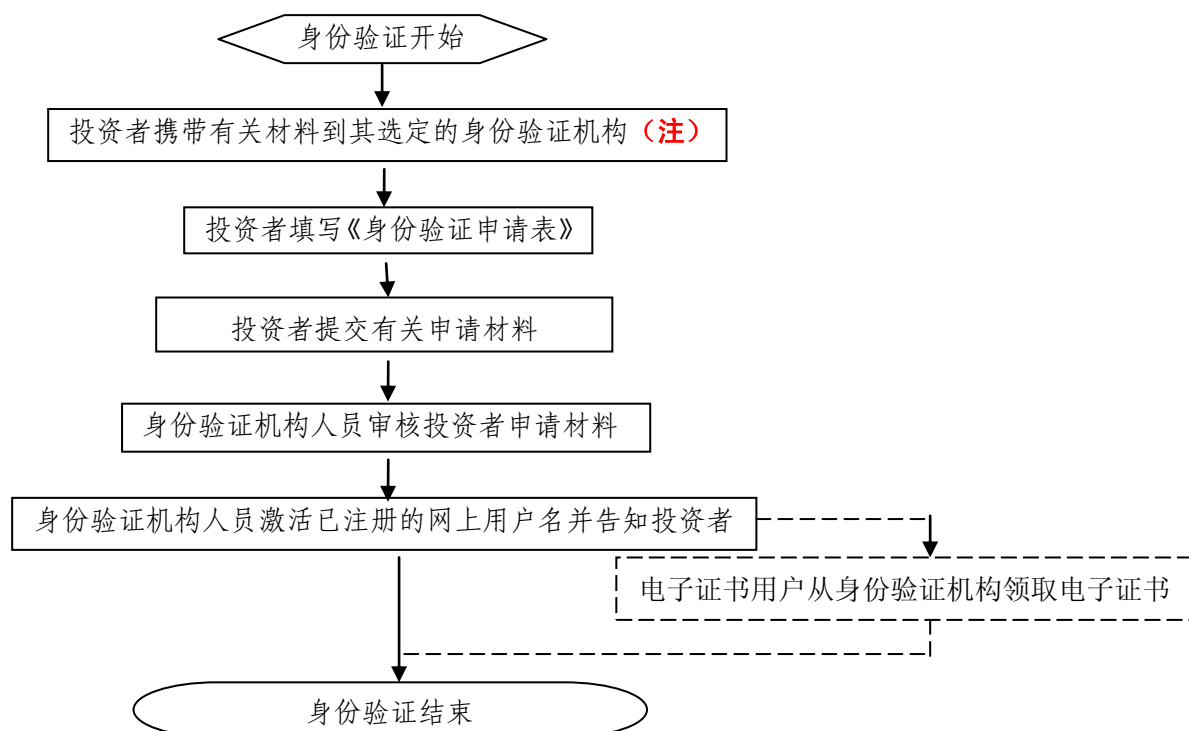 身份验证开始
投资者携带有关材料到其选定的身份验证机构（注）
投资者填写《身份验证申请表》
投资者提交有关申请材料
身份验证机构人员审核投资者申请材料
身份验证机构人员激活已注册的网上用户名并告知投资者
电子证书用户从身份验证机构领取电子证书
身份验证结束